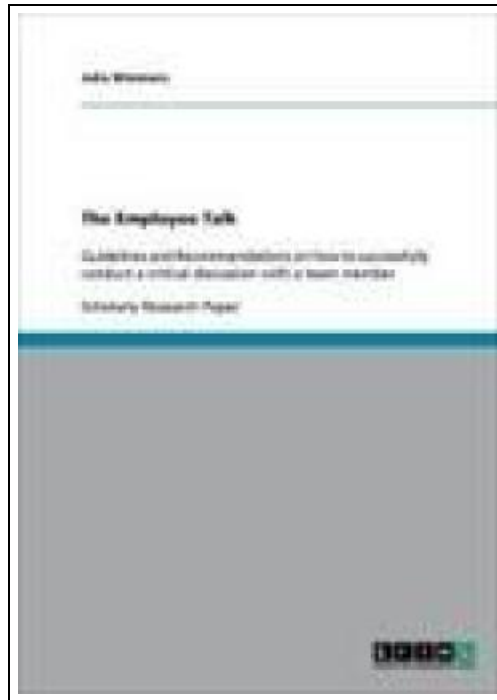 The Employee Talk
Guidelines and Recommendations on how to successfully
conduct a critical discussion with a team member
Scholarly Research Paper